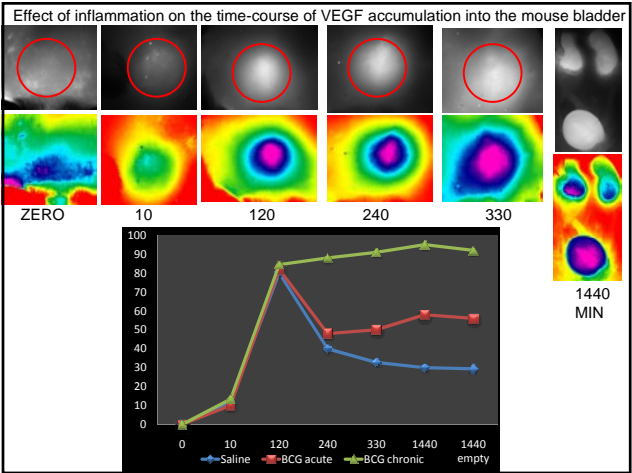 Effect of inflammation on the time-course of VEGF accumulation into the mouse bladder
ZERO 10 120 240 330
1440
MIN
100
90
80
70
60
50
40
30
20
10
0
0 10 120 240 330 1440 1440
empty
Saline BCG acute BCG chronic